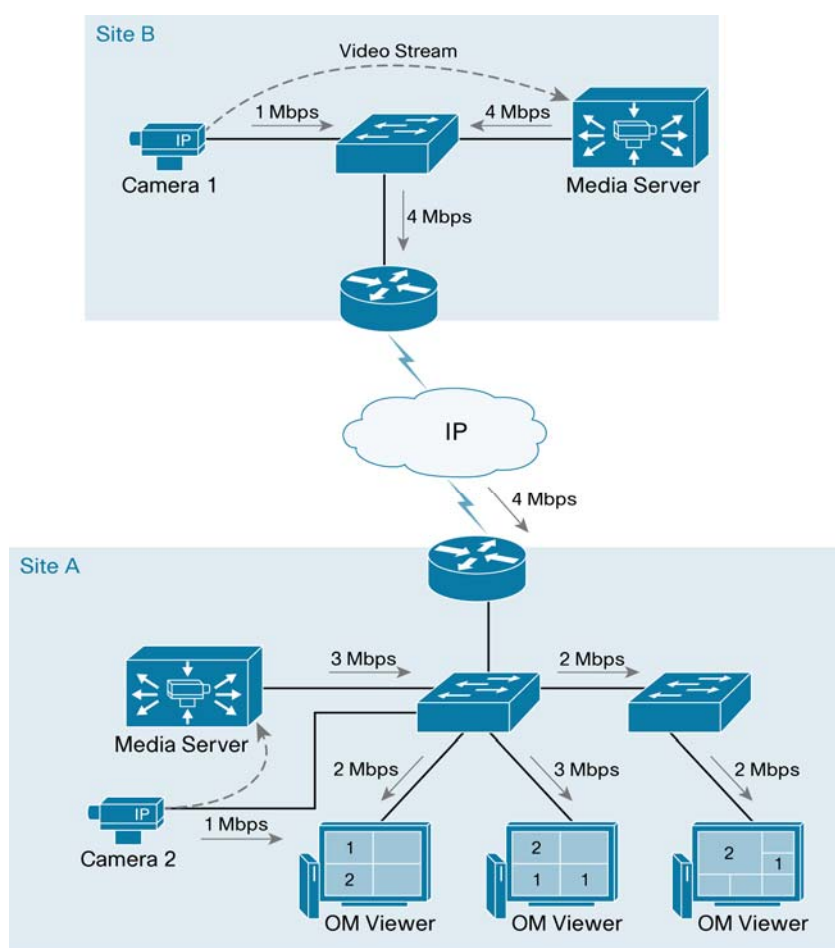 Site B
Video Stream
1 Mbps
4 Mbps
IP
Camera 1
Media Server
4 Mbps
IP
4 Mbps
Site A
3 Mbps
2 Mbps
Media Server
2 Mbps
3 Mbps
2 Mbps
IP
1 Mbps
Camera 2
1
2
2
1
1
2
1
OM Viewer
OM Viewer
OM Viewer